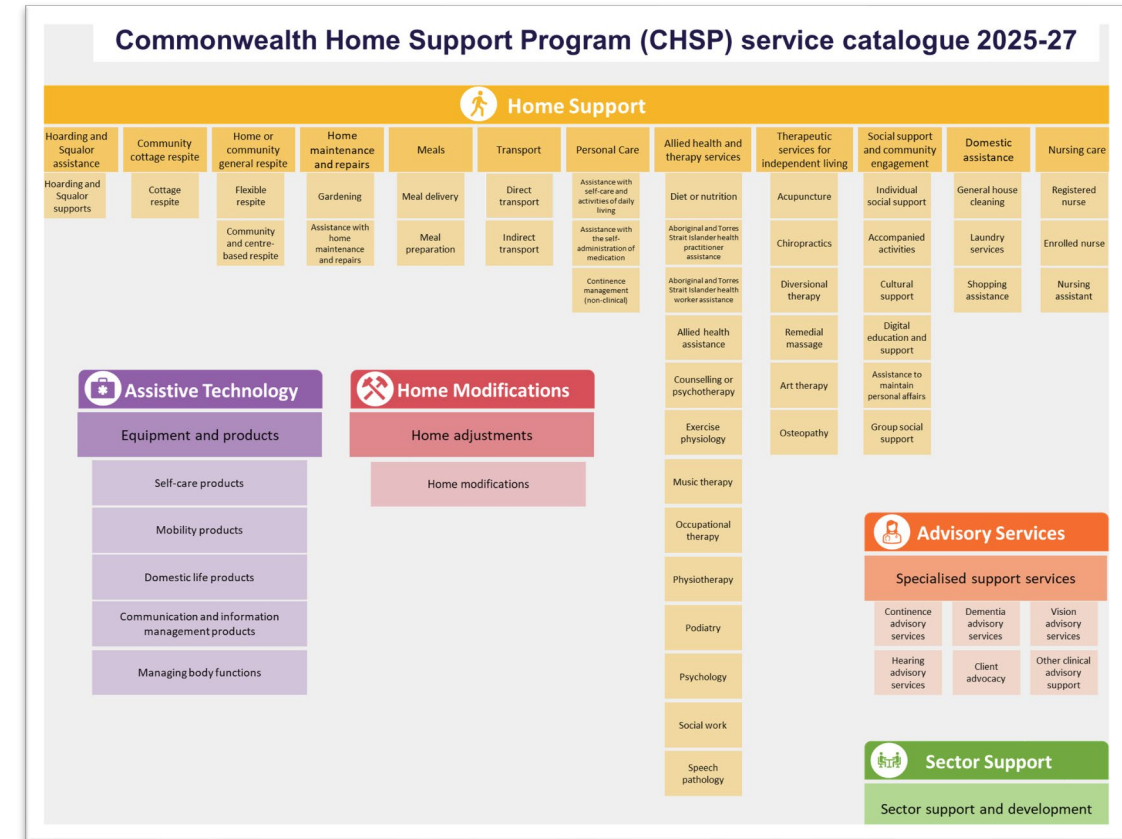 Commonwealth Home Support Program (CHSP) service catalogue 2025-27
Home Support
Hoarding and
Squalor
assistance
Community
cottage respite
Home or
community
general respite
Home
maintenance
and repairs
Meals
Transport
Personal Care
Allied health and
therapy services
Therapeutic
services for
independent living
Social support
and community
engagement
Domestic
assistance
Nursing care
Hoarding and
Squalor
supports
Cottage
respite
Flexible
respite
Community
and centre-
based respite
Gardening
Assistance with
home
maintenance
and repairs
Meal delivery
Meal
preparation
Direct
transport
Indirect
transport
Assistance with
self-care and
activities of daily
living
Assistance with
the self-
administration of
medication
Continence
management
(non-clinical)
Diet or nutrition
Aboriginal and Torres
Strait Islander health
practitioner
assistance
Aboriginal and Torres
Strait Islander health
worker assistance
Allied health
assistance
Counselling or
psychotherapy
Exercise
physiology
Music therapy
Occupational
therapy
Physiotherapy
Podiatry
Psychology
Social work
Speech
pathology
Acupuncture
Chiropractics
Diversional
therapy
Remedial
massage
Art therapy
Osteopathy
Individual
social support
Accompanied
activities
Cultural
support
Digital
education and
support
Assistance to
maintain
personal affairs
Group social
support
General house
cleaning
Laundry
services
Shopping
assistance
Registered
nurse
Enrolled nurse
Nursing
assistant
Assistive Technology
Equipment and products
Self-care products
Mobility products
Domestic life products
Communication and information
management products
Managing body functions
Home Modifications
Home adjustments
Home modifications
Advisory Services
Specialised support services
Continence
advisory
services
Dementia
advisory
services
Vision
advisory
services
Hearing
advisory
services
Client
advocacy
Other clinical
advisory
support
Sector Support
Sector support and development